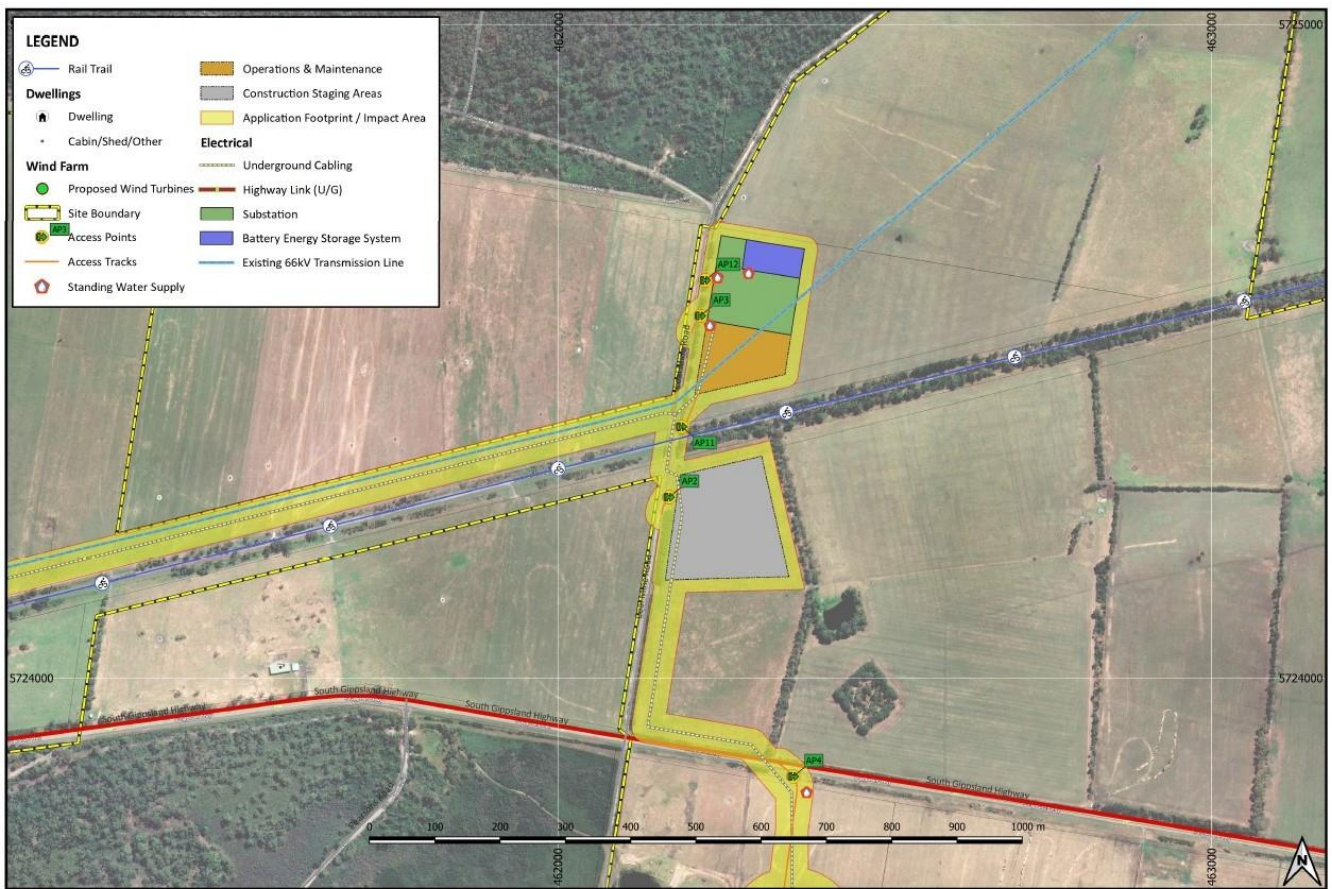 LEGEND
Rail Trail
Dwellings
Dwelling
Cabin/Shed/Other
Wind Farm
Proposed Wind Turbines
Site Boundary
AP3
Access Points
Access Tracks
Standing Water Supply
Operations & Maintenance
Construction Staging Areas
Application Footprint / Impact Area
Electrical
Underground Cabling
Highway Link (U/G)
Substation
Battery Energy Storage System
Existing 66kV Transmission Line
462000
463000
5725000
AP12
AP3
Road
AP11
AP2
5724000
5724000
South Gippsland Highway
South Gippsland Highway
South Gippsland Highway
AP4
South Gippsland Highway
0 100 200 300 400 500 600 700 800 900 1000 m
462000
463000
N